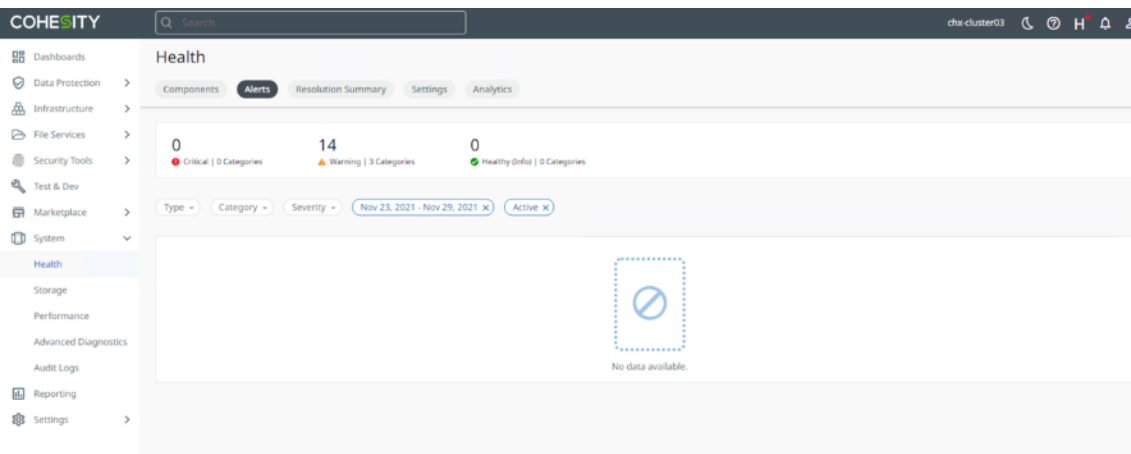 COHESITY
Search
chx-cluster03
H
Dashboards
Data Protection
Infrastructure
File Services
Security Tools
Test & Dev
Marketplace
System
Health
Storage
Performance
Advanced Diagnostics
Audit Logs
Reporting
Settings
Health
Components Alerts Resolution Summary Settings Analytics
0 14 0
Critical | 0 Categories Warning | 3 Categories Healthy (Info) | 0 Categories
Type Category Severity Nov 23, 2021 - Nov 29, 2021 x Active x
No data available.